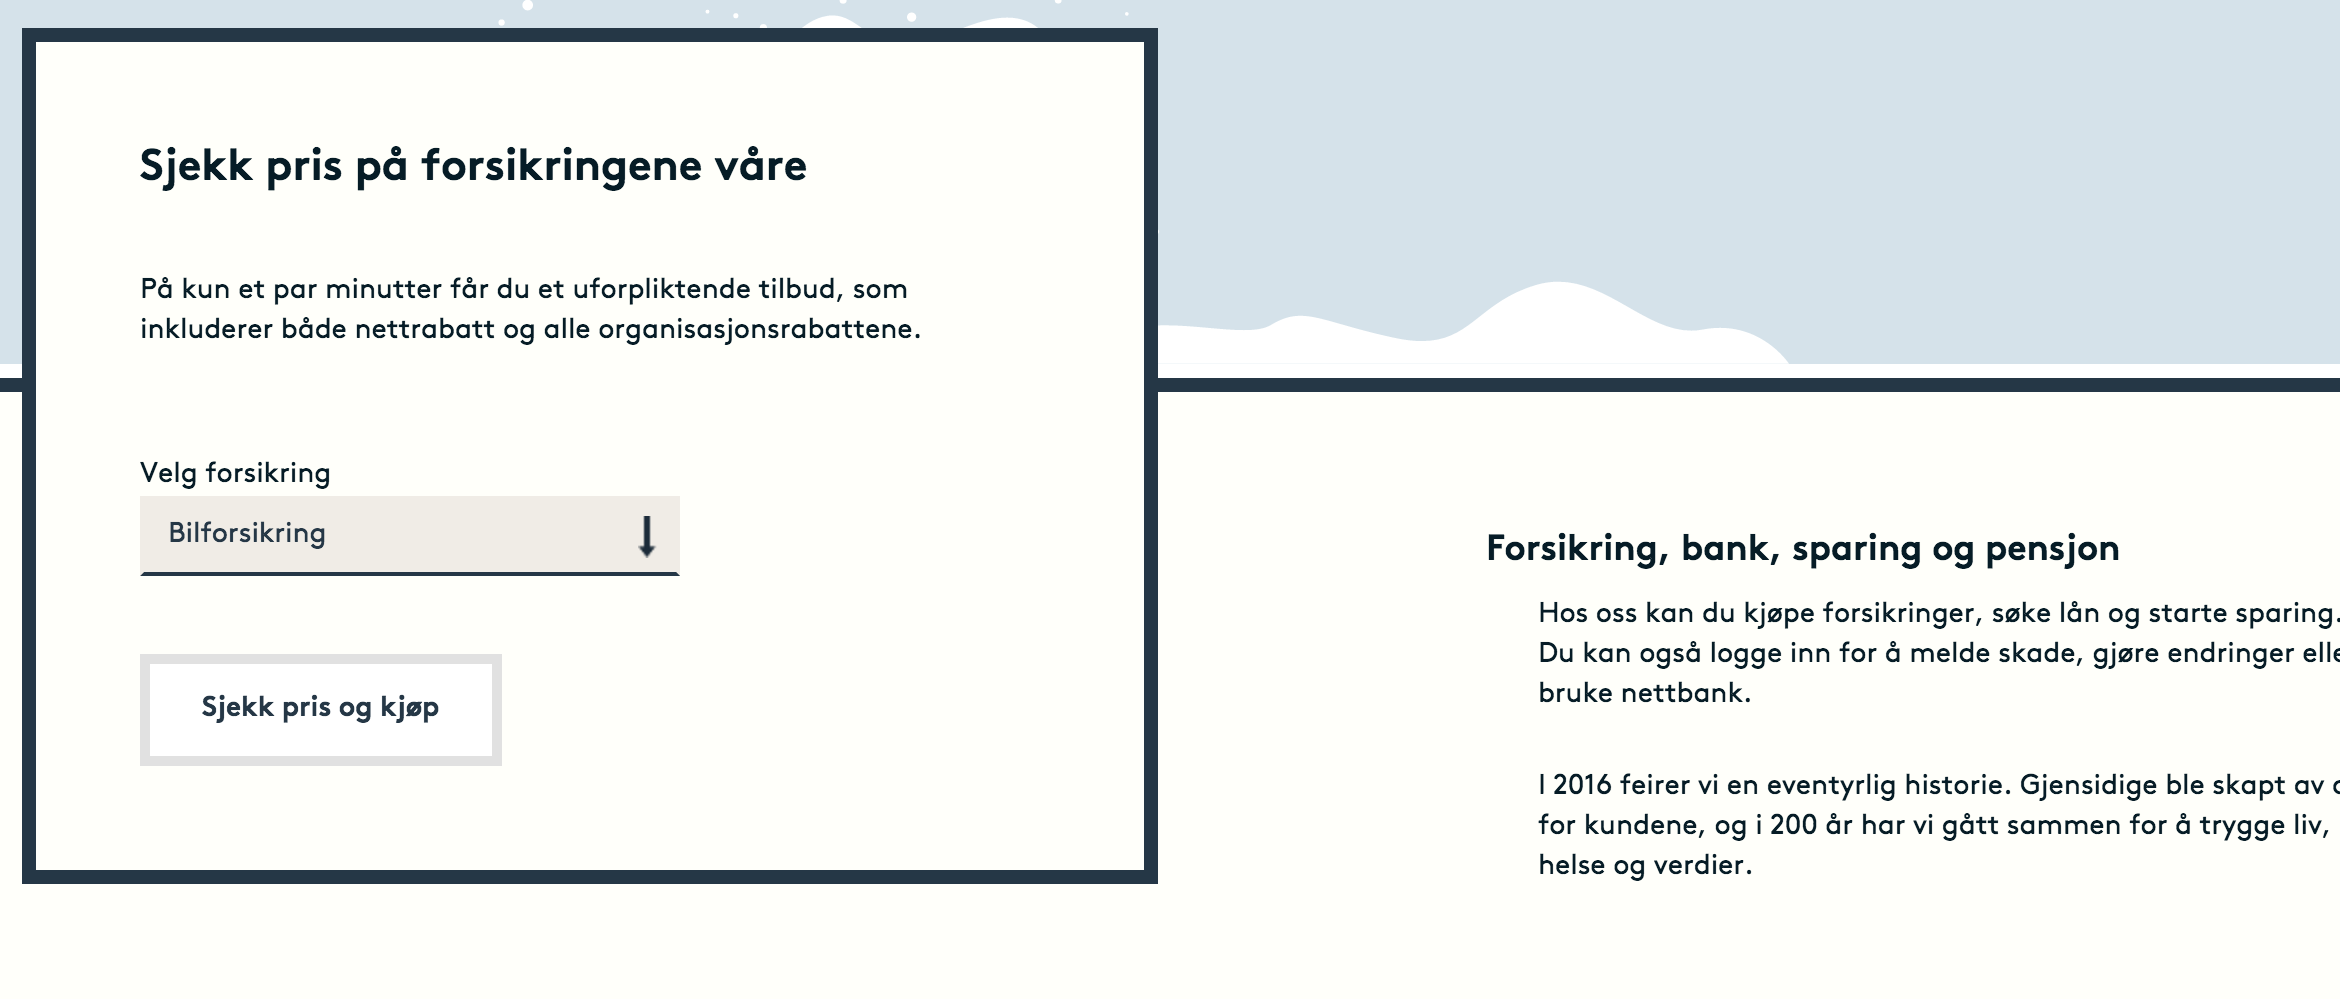 Sjekk pris på forsikringene våre
På kun et par minutter får du et uforpliktende tilbud, som
inkluderer både nettrabatt og alle organisasjonsrabattene.
Velg forsikring
Bilforsikring
Sjekk pris og kjøp
Forsikring, bank, sparing og pensjon
Hos oss kan du kjøpe forsikringer, søke lån og starte sparing.
Du kan også logge inn for å melde skade, gjøre endringer
bruke nettbank.
I 2016 feirer vi en eventyrlig historie. Gjensidige ble skapt av
for kundene, og i 200 år har vi gått sammen for å trygge liv,
helse og verdier.